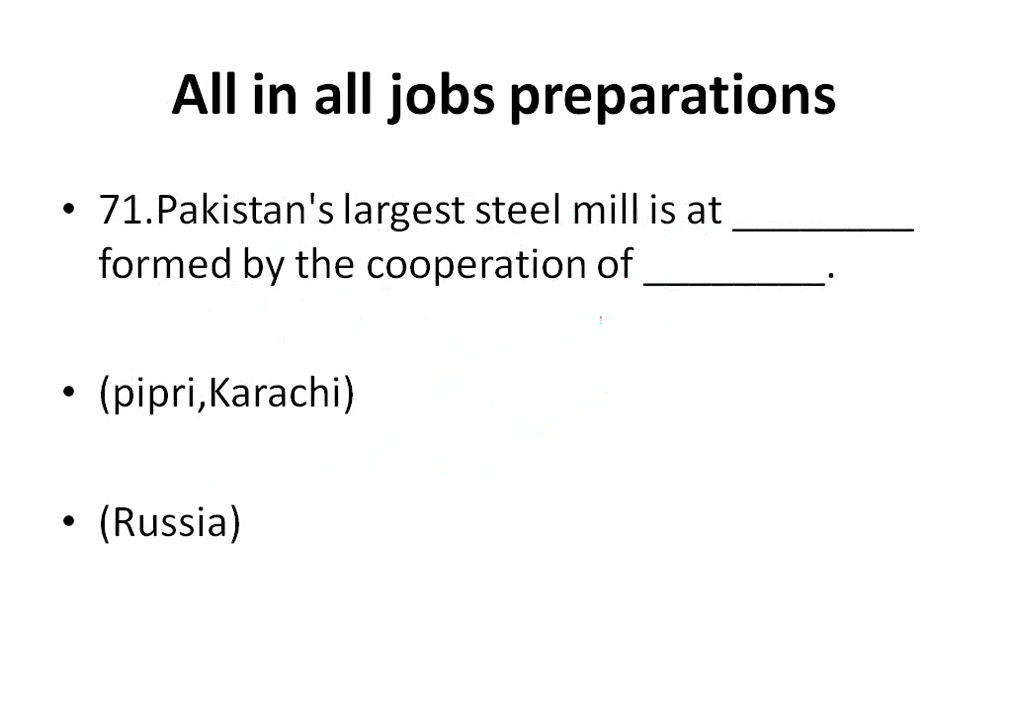 All in all jobs preparations
• 71.Pakistan's largest steel mill is at ________
formed by the cooperation of ________.
• (pipri,Karachi)
• (Russia)